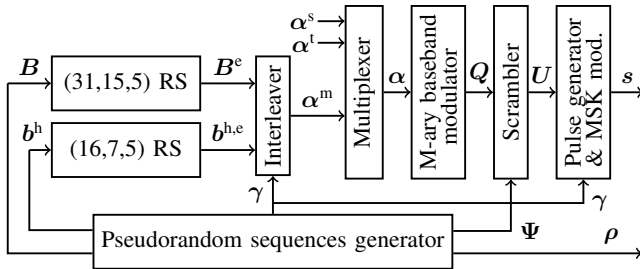 α^s
α^t
B
(31,15,5) RS
B^e
b^h
(16,7,5) RS
b^{h,e}
Interleaver
α^m
Multiplexer
α
M-ary baseband
modulator
Q
Scrambler
U
Pulse generator
& MSK mod.
s
γ
γ
Pseudorandom sequences generator
Ψ
ρ